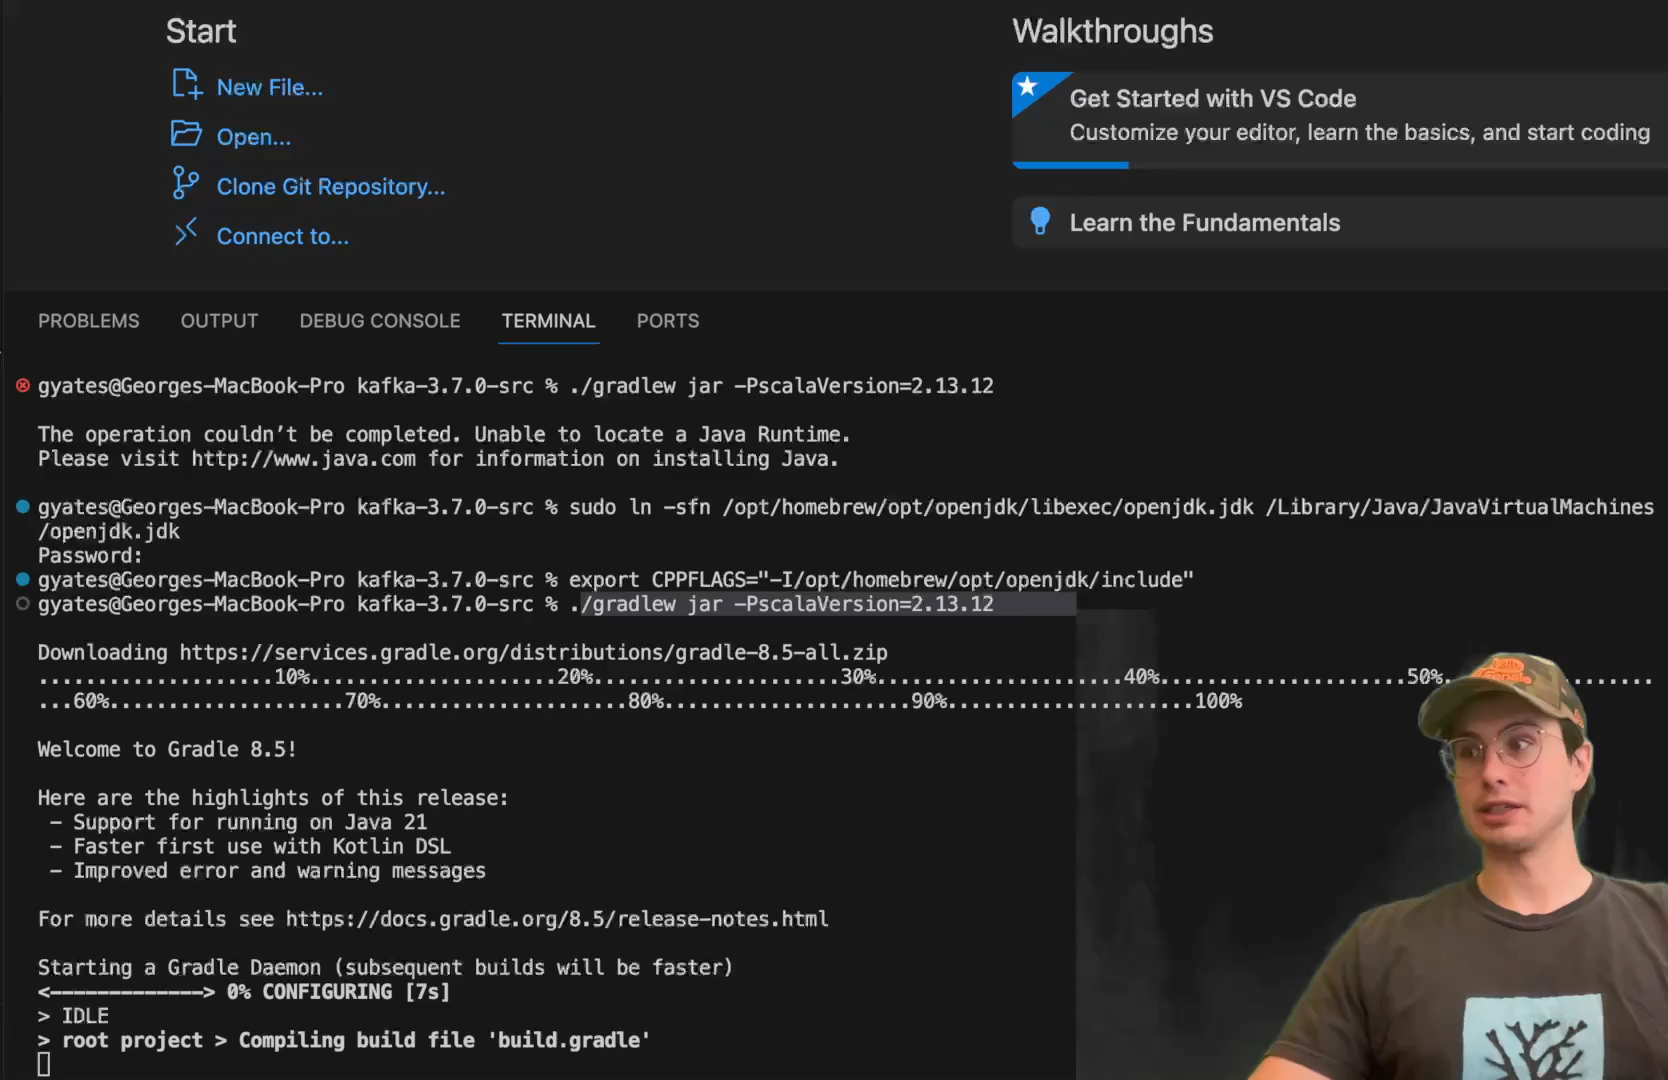 Start
New File...
Open...
Clone Git Repository...
Connect to...
Walkthroughs
Get Started with VS Code
Customize your editor, learn the basics, and start coding
Learn the Fundamentals
PROBLEMS OUTPUT DEBUG CONSOLE TERMINAL PORTS
gyates@Georges-MacBook-Pro kafka-3.7.0-src % ./gradlew jar -PscalaVersion=2.13.12
The operation couldn’t be completed. Unable to locate a Java Runtime.
Please visit http://www.java.com for information on installing Java.
gyates@Georges-MacBook-Pro kafka-3.7.0-src % sudo ln -sfn /opt/homebrew/opt/openjdk/libexec/openjdk.jdk /Library/Java/JavaVirtualMachines
/openjdk.jdk
Password:
gyates@Georges-MacBook-Pro kafka-3.7.0-src % export CPPFLAGS="-I/opt/homebrew/opt/openjdk/include"
gyates@Georges-MacBook-Pro kafka-3.7.0-src % ./gradlew jar -PscalaVersion=2.13.12
Downloading https://services.gradle.org/distributions/gradle-8.5-all.zip
....................10%.....................20%.....................30%.....................40%.....................50%.........
...60%....................70%.....................80%.....................90%.....................100%
Welcome to Gradle 8.5!
Here are the highlights of this release:
- Support for running on Java 21
- Faster first use with Kotlin DSL
- Improved error and warning messages
For more details see https://docs.gradle.org/8.5/release-notes.html
Starting a Gradle Daemon (subsequent builds will be faster)
<-------------> 0% CONFIGURING [7s]
> IDLE
> root project > Compiling build file 'build.gradle'